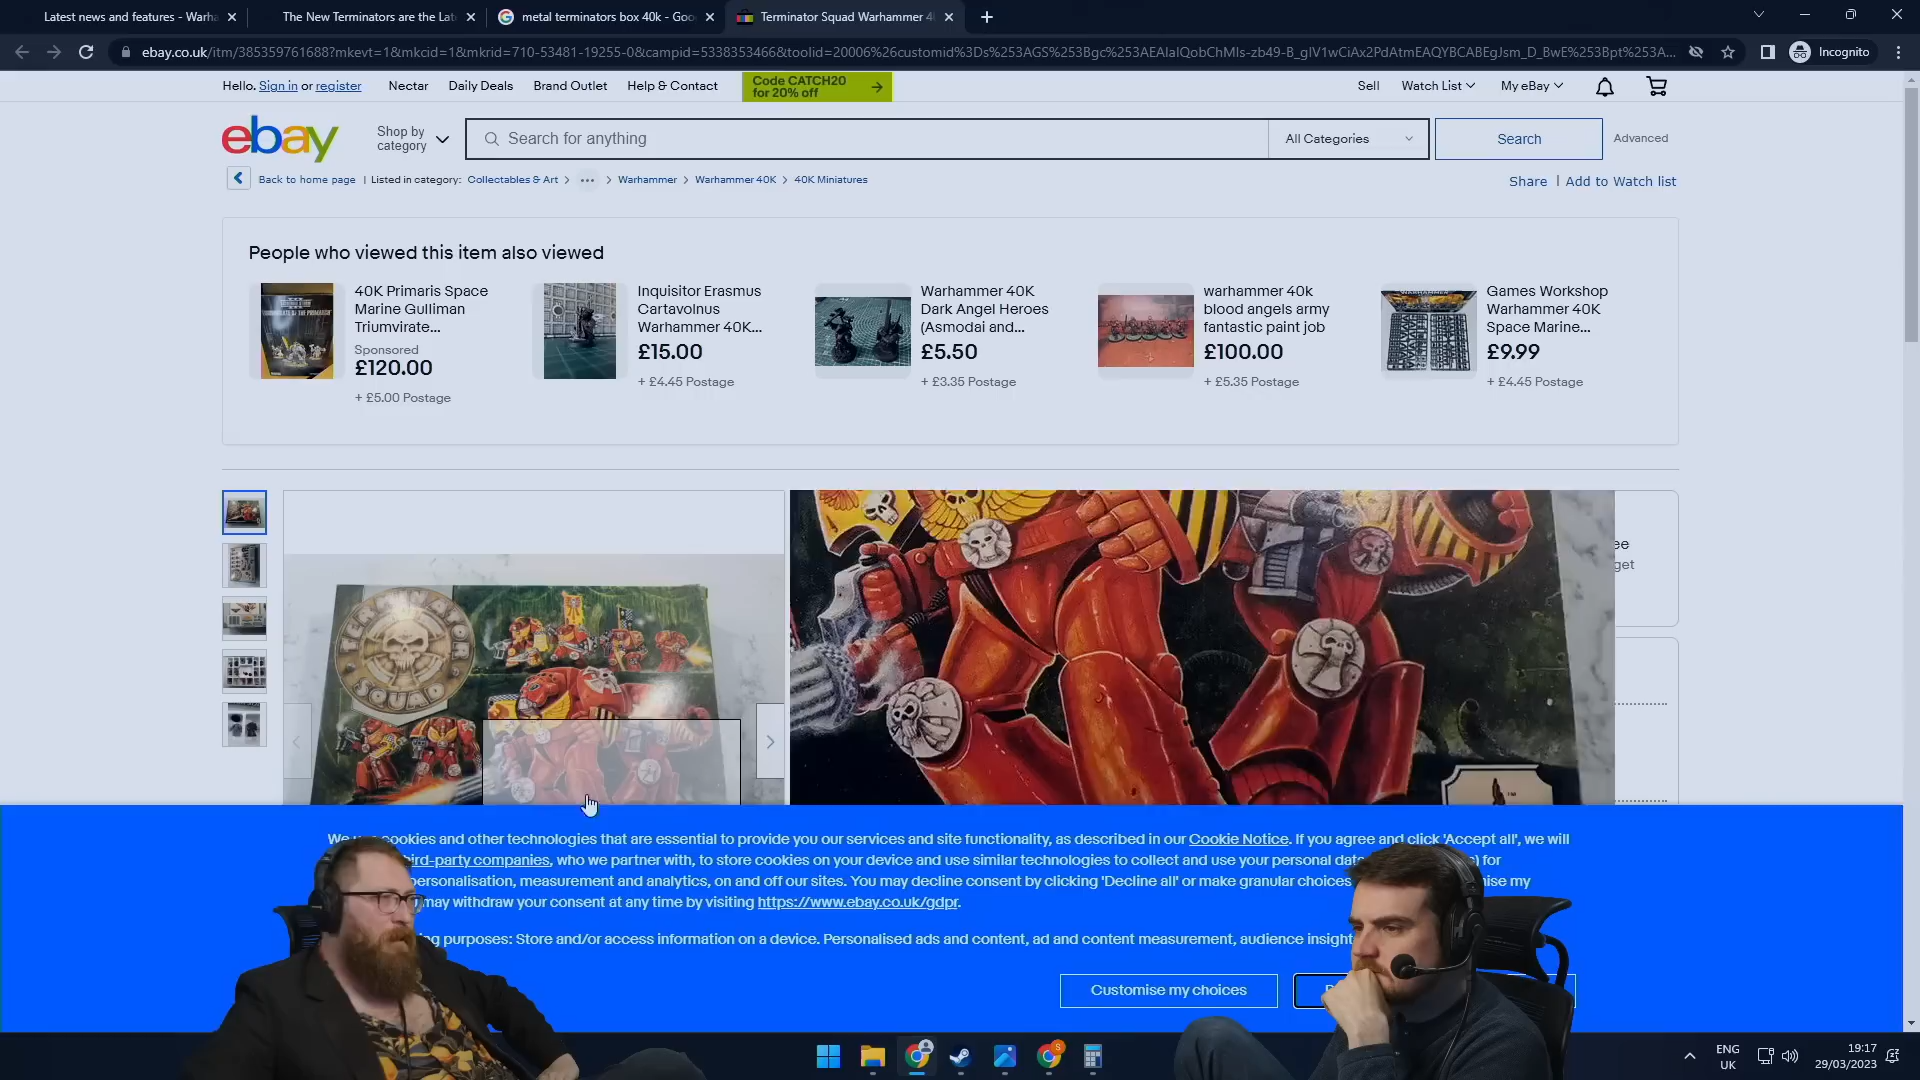 Latest news and features - Warha
The New Terminators are the Lat
metal terminators box 40k - Goo
Terminator Squad Warhammer 4
ebay.co.uk/itm/385359761688?mkevt=1&mkcid=1&mkrid=710-53481-19255-0&campid=5338353466&toolid=20006%26customid%3Ds%253AGS%253Bgc%253AEAIaIQobChMIs-zb49-B_gIV1wCiAx2PdAtmEAQYBCABEgJsm_D_BwE%253Bpt%253A...
Incognito
Hello. Sign in or register
Nectar
Daily Deals
Brand Outlet
Help & Contact
Code CATCH20
for 20% off
Sell
Watch List
My eBay
ebay
Shop by
category
Search for anything
All Categories
Search
Advanced
Back to home page | Listed in category: Collectables & Art > ... > Warhammer > Warhammer 40K > 40K Miniatures
Share | Add to Watch list
People who viewed this item also viewed
40K Primaris Space
Marine Gulliman
Triumvirate...
Sponsored
£120.00
+ £5.00 Postage
Inquisitor Erasmus
Cartavolnus
Warhammer 40K...
£15.00
+ £4.45 Postage
Warhammer 40K
Dark Angel Heroes
(Asmodai and...
£5.50
+ £3.35 Postage
warhammer 40k
blood angels army
fantastic paint job
£100.00
+ £5.35 Postage
Games Workshop
Warhammer 40K
Space Marine...
£9.99
+ £4.45 Postage
ee
get
TERMINATOR
SQUAD
We cookies and other technologies that are essential to provide you our services and site functionality, as described in our Cookie Notice. If you agree and click 'Accept all', we will
ird-party companies, who we partner with, to store cookies on your device and use similar technologies to collect and use your personal data) for
personalisation, measurement and analytics, on and off our sites. You may decline consent by clicking 'Decline all' or make granular choices mise my
may withdraw your consent at any time by visiting https://www.ebay.co.uk/gdpr.
ng purposes: Store and/or access information on a device. Personalised ads and content, ad and content measurement, audience insight
Customise my choices
ENG
UK
19:17
29/03/2023